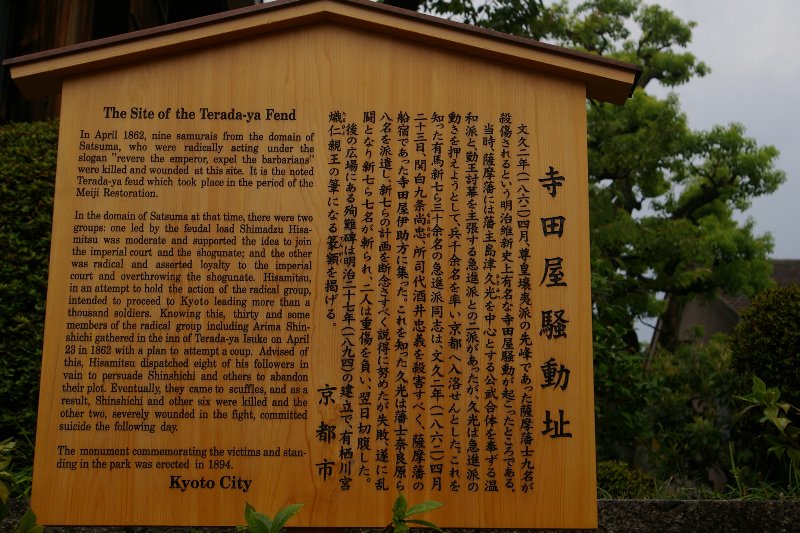 The Site of the Terada-ya Fend
In April 1862, nine samurais from the domain of
Satsuma, who were radically acting under the
slogan "revere the emperor, expel the barbarians"
were killed and wounded at this site. It is the noted
Terada-ya feud which took place in the period of the
Meiji Restoration.
In the domain of Satsuma at that time, there were two
groups: one led by the feudal load Shimadzu Hisa-
mitsu was moderate and supported the idea to join
the imperial court and the shogunate; and the other
was radical and asserted loyalty to the imperial
court and overthrowing the shogunate. Hisamitsu,
in an attempt to hold the action of the radical group,
intended to proceed to Kyoto leading more than a
thousand soldiers. Knowing this, thirty and some
members of the radical group including Arima Shin-
shichi gathered in the inn of Terada-ya Isuke on April
23 in 1862 with a plan to attempt a coup. Advised of
this, Hisamitsu dispatched eight of his followers in
vain to persuade Shinshichi and others to abandon
their plot. Eventually, they came to scuffles, and as a
result, Shinshichi and other six were killed and the
other two, severely wounded in the fight, committed
suicide the following day.
The monument commemorating the victims and stan-
ding in the park was erected in 1894.
Kyoto City
寺田屋騒動址
文久二年(一八六二)四月、尊皇攘夷派の先峰であった薩摩藩士九名が
殺傷されるという明治維新史上有名な寺田屋騒動が起こったところである。
当時、薩摩藩には藩主島津久光を中心とする公武合体を奉ずる温
和派と、勤王討幕を主張する急進派との二派があったが、久光は急進派の
動きを押えようとして、兵千余名を率い京都へ入洛せんとした。これを
知った有馬新七ら三十余名の急進派同志は、文久二年(一八六二)四月
二十三日、関白九条尚忠、所司代酒井忠義を殺害すべく、薩摩藩の
船宿であった寺田屋伊助方に集った。これを知った久光は藩士奈良原ら
八名を派遣し、新七らの計画を断念さすべく説得に努めたが失敗、遂に乱
闘となり新七ら七名が斬られ、二人は重傷を負い、翌日切腹した。
後の広場にある殉難碑は明治二十七年(一八九四)の建立で、有栖川宮
熾仁親王の筆になる篆額を掲げる。
京都市